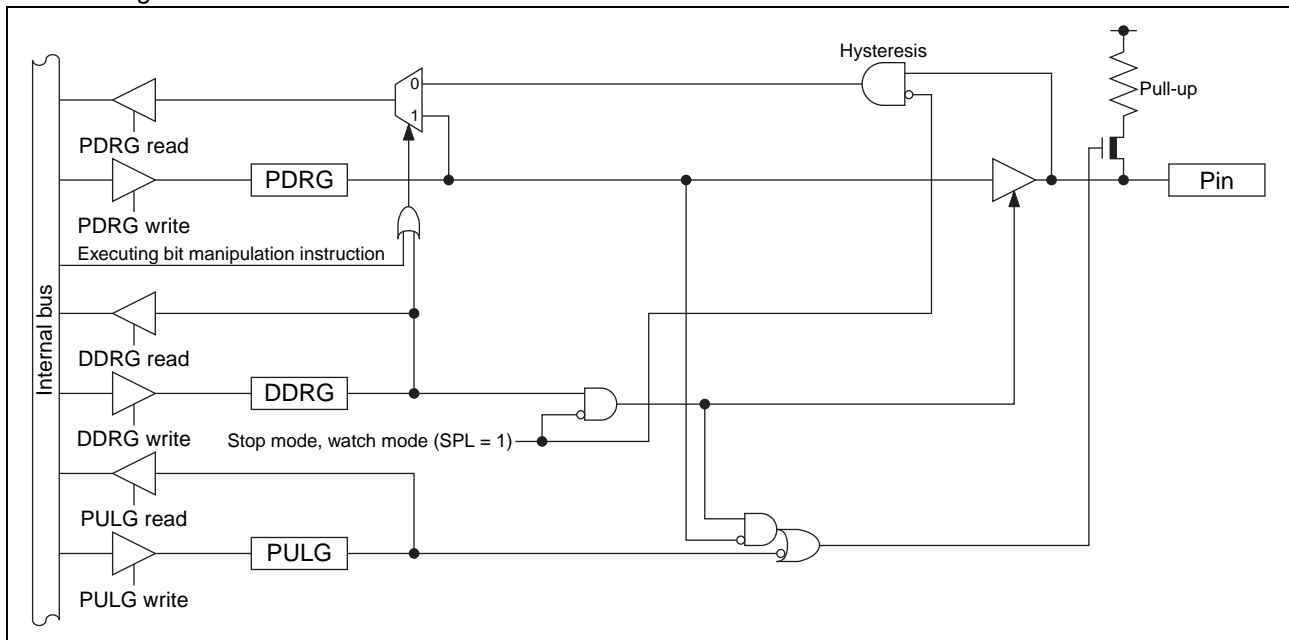 Hysteresis
0
Pull-up
1
PDRG read
PDRG
Pin
PDRG write
Executing bit manipulation instruction
Internal bus
DDRG read
DDRG
DDRG write
Stop mode, watch mode (SPL = 1)
PULG read
PULG
PULG write